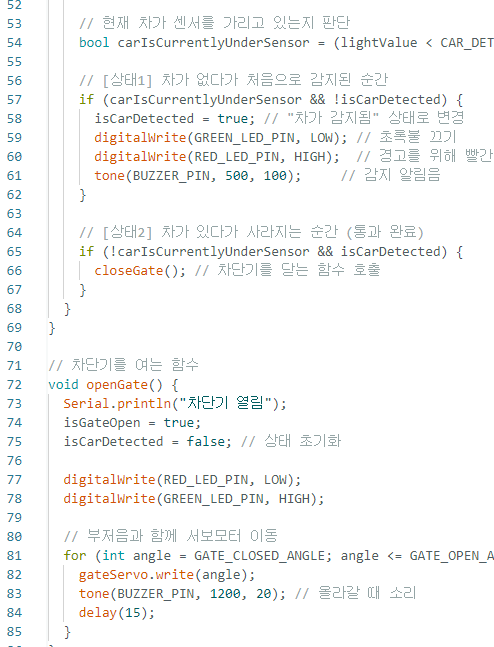 52
53 // 현재 차가 센서를 가리고 있는지 판단
54 bool carIsCurrentlyUnderSensor = (lightValue < CAR_DET
55
56 // [상태1] 차가 없다가 처음으로 감지된 순간
57 if (carIsCurrentlyUnderSensor && !isCarDetected) {
58 isCarDetected = true; // "차가 감지됨" 상태로 변경
59 digitalWrite(GREEN_LED_PIN, LOW); // 초록불 끄기
60 digitalWrite(RED_LED_PIN, HIGH); // 경고를 위해 빨간
61 tone(BUZZER_PIN, 500, 100); // 감지 알림음
62 }
63
64 // [상태2] 차가 있다가 사라지는 순간 (통과 완료)
65 if (!carIsCurrentlyUnderSensor && isCarDetected) {
66 closeGate(); // 차단기를 닫는 함수 호출
67 }
68 }
69 }
70
71 // 차단기를 여는 함수
72 void openGate() {
73 Serial.println("차단기 열림");
74 isGateOpen = true;
75 isCarDetected = false; // 상태 초기화
76
77 digitalWrite(RED_LED_PIN, LOW);
78 digitalWrite(GREEN_LED_PIN, HIGH);
79
80 // 부저음과 함께 서보모터 이동
81 for (int angle = GATE_CLOSED_ANGLE; angle <= GATE_OPEN_A
82 gateServo.write(angle);
83 tone(BUZZER_PIN, 1200, 20); // 올라갈 때 소리
84 delay(15);
85 }